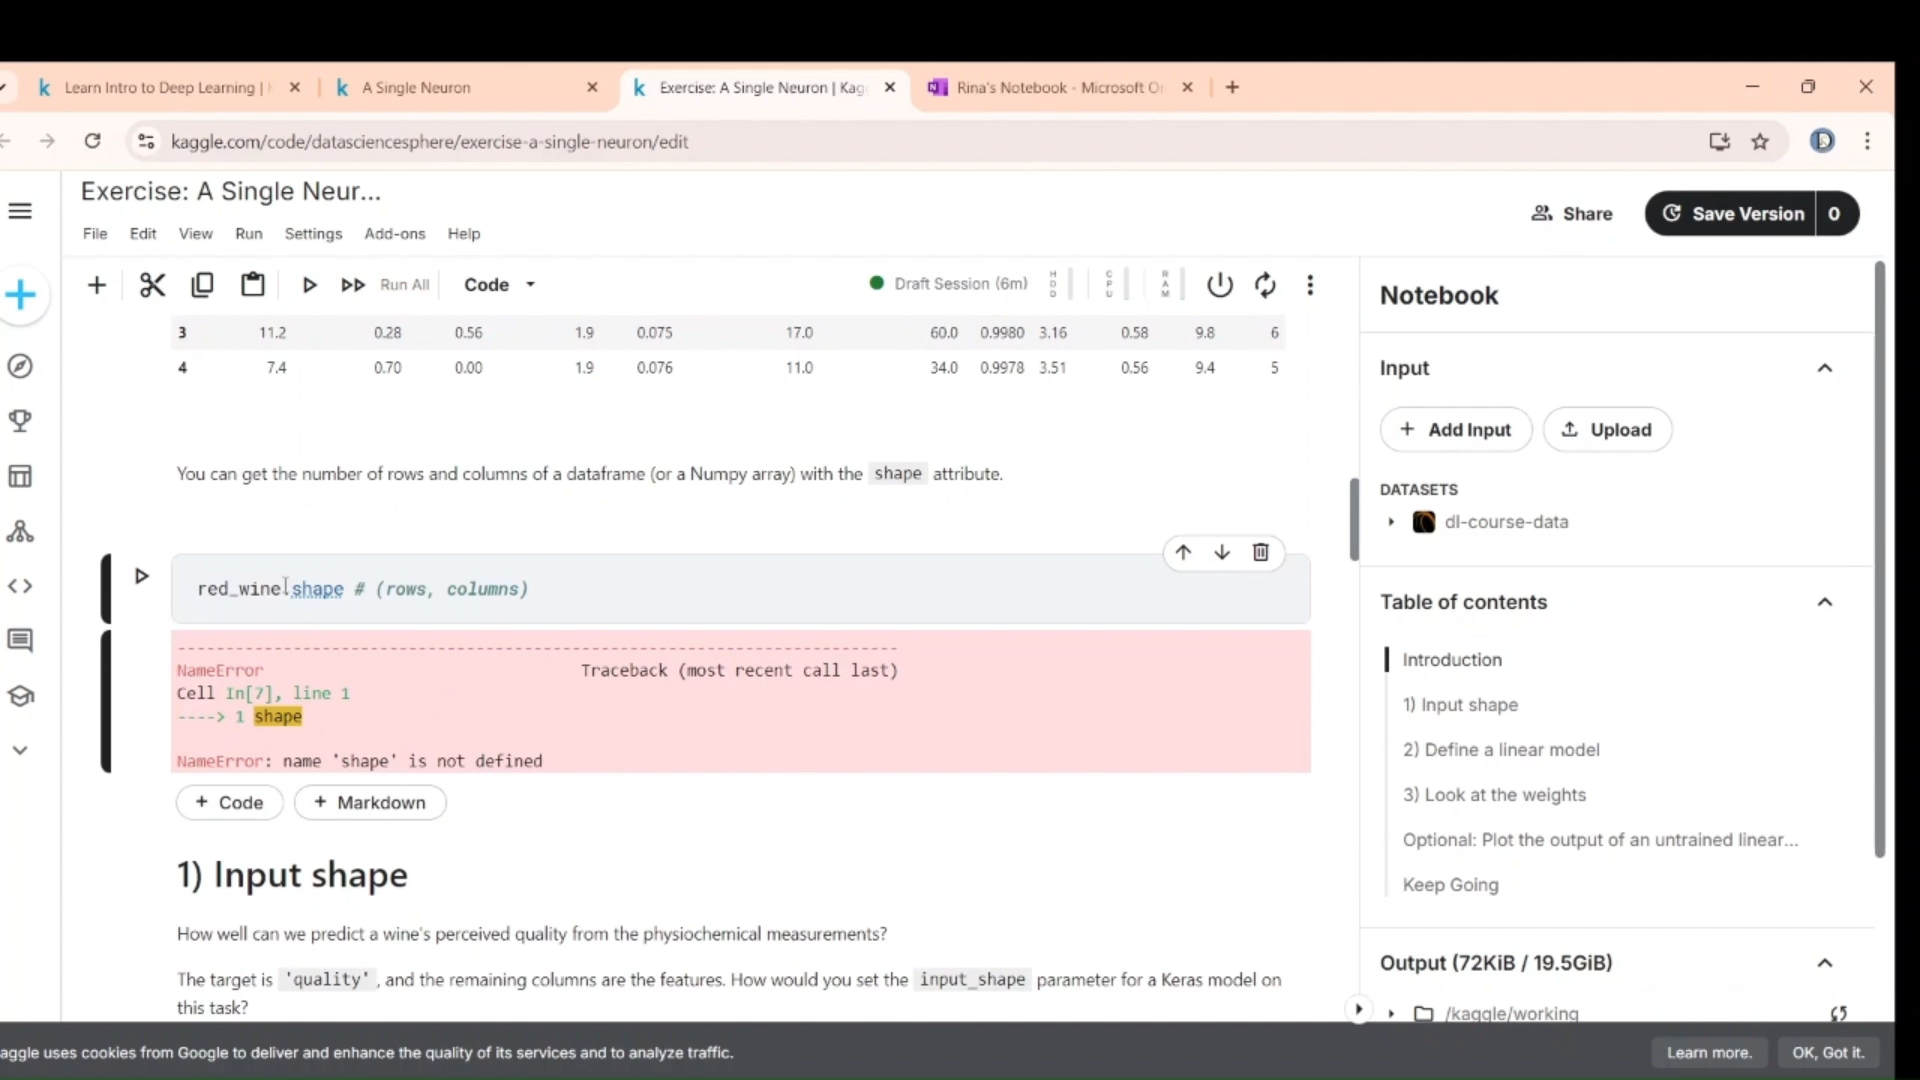 Learn Intro to Deep Learning |
A Single Neuron
Exercise: A Single Neuron | Kag
Rina's Notebook - Microsoft O
kaggle.com/code/datasciencesphere/exercise-a-single-neuron/edit
Exercise: A Single Neur...
File Edit View Run Settings Add-ons Help
Share
Save Version 0
Run All Code
Draft Session (6m)
HDD CPU RAM
3 11.2 0.28 0.56 1.9 0.075 17.0 60.0 0.9980 3.16 0.58 9.8 6
4 7.4 0.70 0.00 1.9 0.076 11.0 34.0 0.9978 3.51 0.56 9.4 5
You can get the number of rows and columns of a dataframe (or a Numpy array) with the shape attribute.
red_wine.shape # (rows, columns)
---------------------------------------------------------------------------
NameError Traceback (most recent call last)
Cell In[7], line 1
----> 1 shape
NameError: name 'shape' is not defined
+ Code + Markdown
1) Input shape
How well can we predict a wine's perceived quality from the physiochemical measurements?
The target is 'quality', and the remaining columns are the features. How would you set the input_shape parameter for a Keras model on
this task?
Notebook
Input
+ Add Input Upload
DATASETS
dl-course-data
Table of contents
Introduction
1) Input shape
2) Define a linear model
3) Look at the weights
Optional: Plot the output of an untrained linear...
Keep Going
Output (72KiB / 19.5GiB)
/kaggle/working
aggle uses cookies from Google to deliver and enhance the quality of its services and to analyze traffic.
Learn more. OK, Got it.